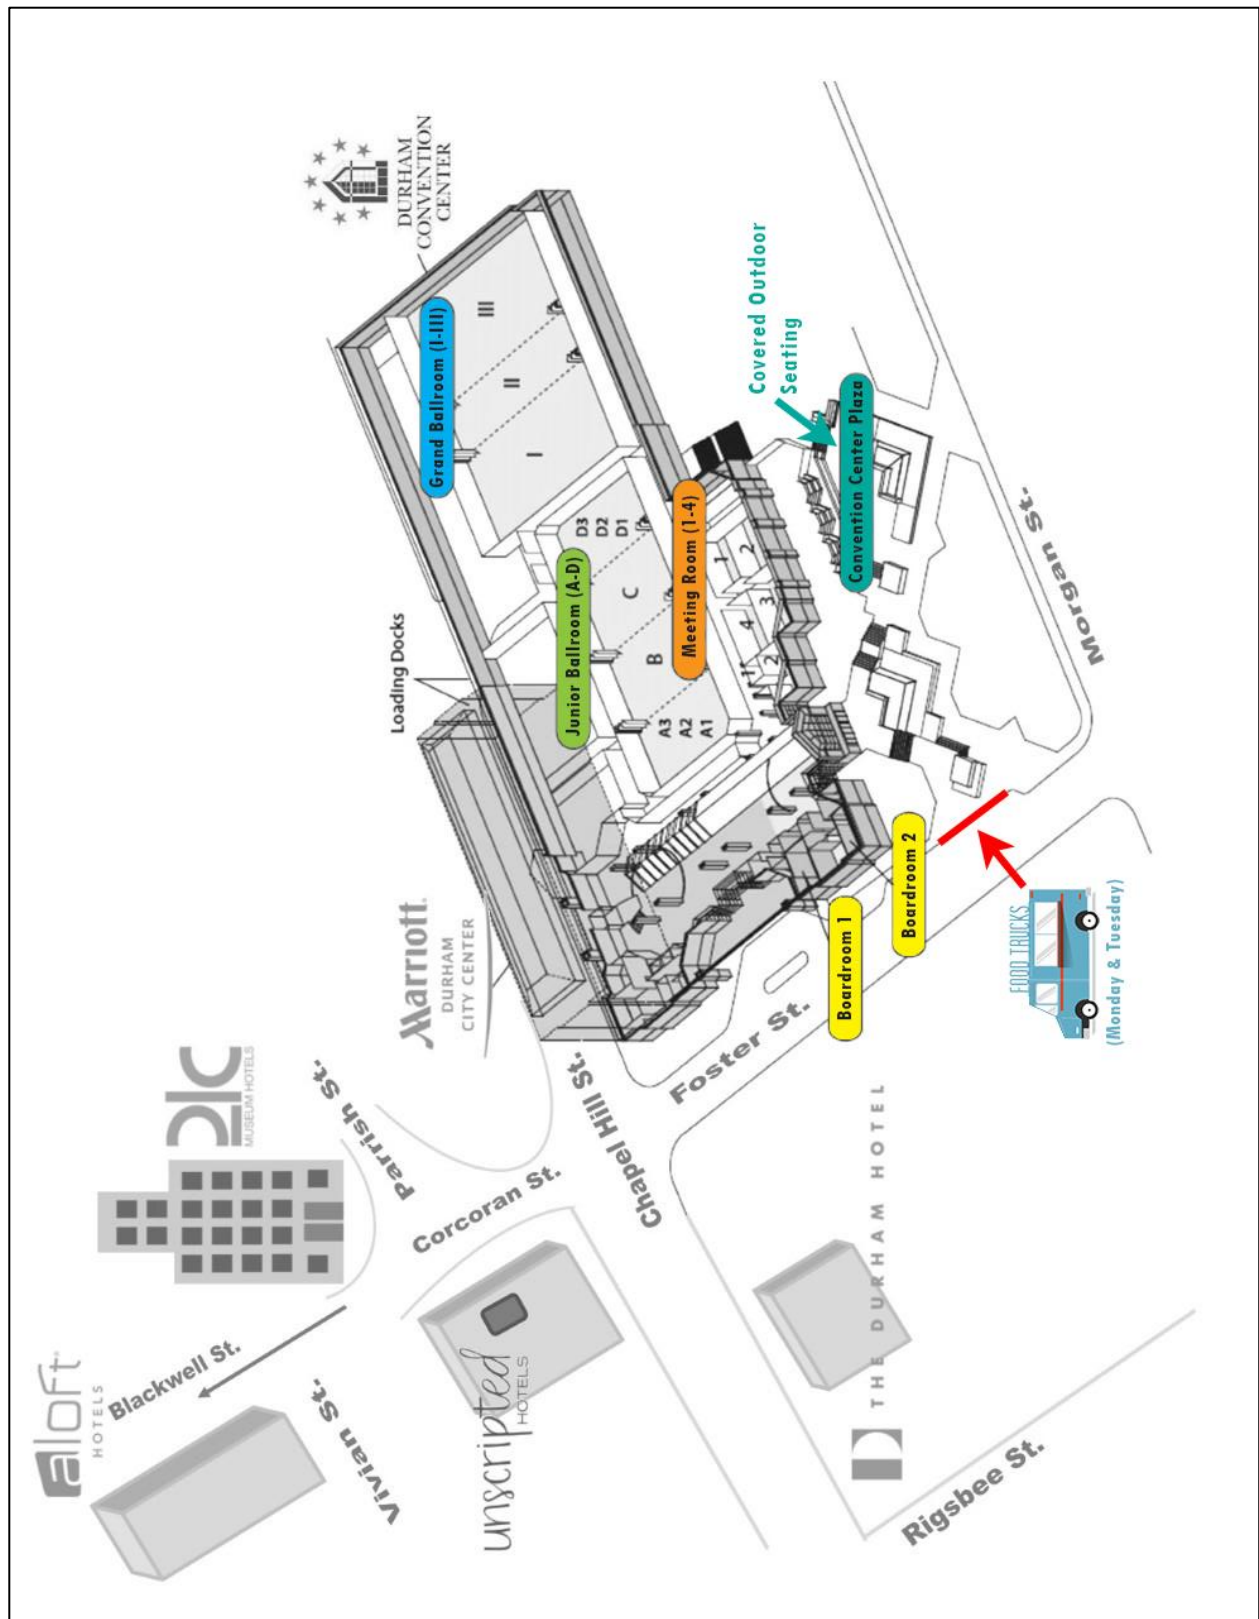 aloft
HOTELS
Blackwell St.
Vivian St.
21c
MUSEUM HOTELS
Parrish St.
Corcoran St.
unscripted
HOTELS
Marriott
DURHAM
CITY CENTER
Chapel Hill St.
Loading Docks
DURHAM
CONVENTION
CENTER
Grand Ballroom (I-III)
I
II
III
Junior Ballroom (A-D)
A3
A2
A1
B
C
D3
D2
D1
Meeting Room (1-4)
1
2
4
3
1
2
Covered Outdoor
Seating
Convention Center Plaza
Morgan St.
Boardroom 1
Boardroom 2
Foster St.
FOOD TRUCKS
(Monday & Tuesday)
D
THE DURHAM HOTEL
Rigsbee St.